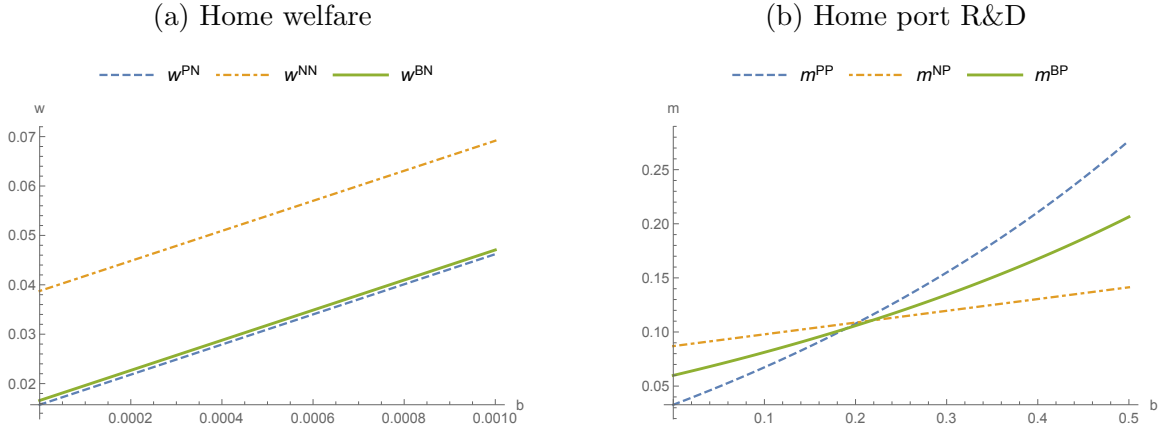 (a) Home welfare
w^PN w^NN w^BN
w
0.07
0.06
0.05
0.04
0.03
0.02
0.0002 0.0004 0.0006 0.0008 0.0010 b
(b) Home port R&D
m^PP m^NP m^BP
m
0.25
0.20
0.15
0.10
0.05
0.1 0.2 0.3 0.4 0.5 b